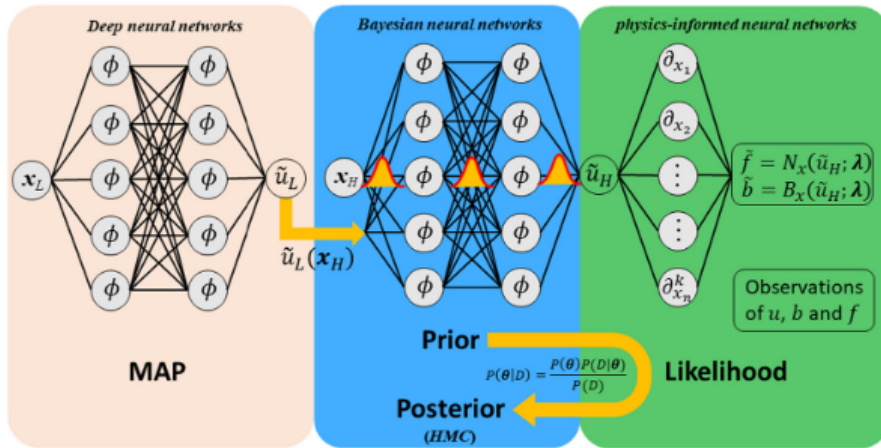 Deep neural networks
Bayesian neural networks
physics-informed neural networks
ϕ ϕ
ϕ ϕ
ϕ ϕ
ϕ ϕ
ϕ ϕ
x_L
ũ_L
ũ_L(x_H)
MAP
ϕ ϕ
ϕ ϕ
ϕ ϕ
ϕ ϕ
ϕ ϕ
x_H
ũ_H
Prior
P(θ|D) = P(θ)P(D|θ) / P(D)
Posterior
(HMC)
∂_{x_1}
∂_{x_2}
⋮
⋮
∂^k_{x_n}
f̃ = N_x(ũ_H; λ)
b̃ = B_x(ũ_H; λ)
Observations
of u, b and f
Likelihood